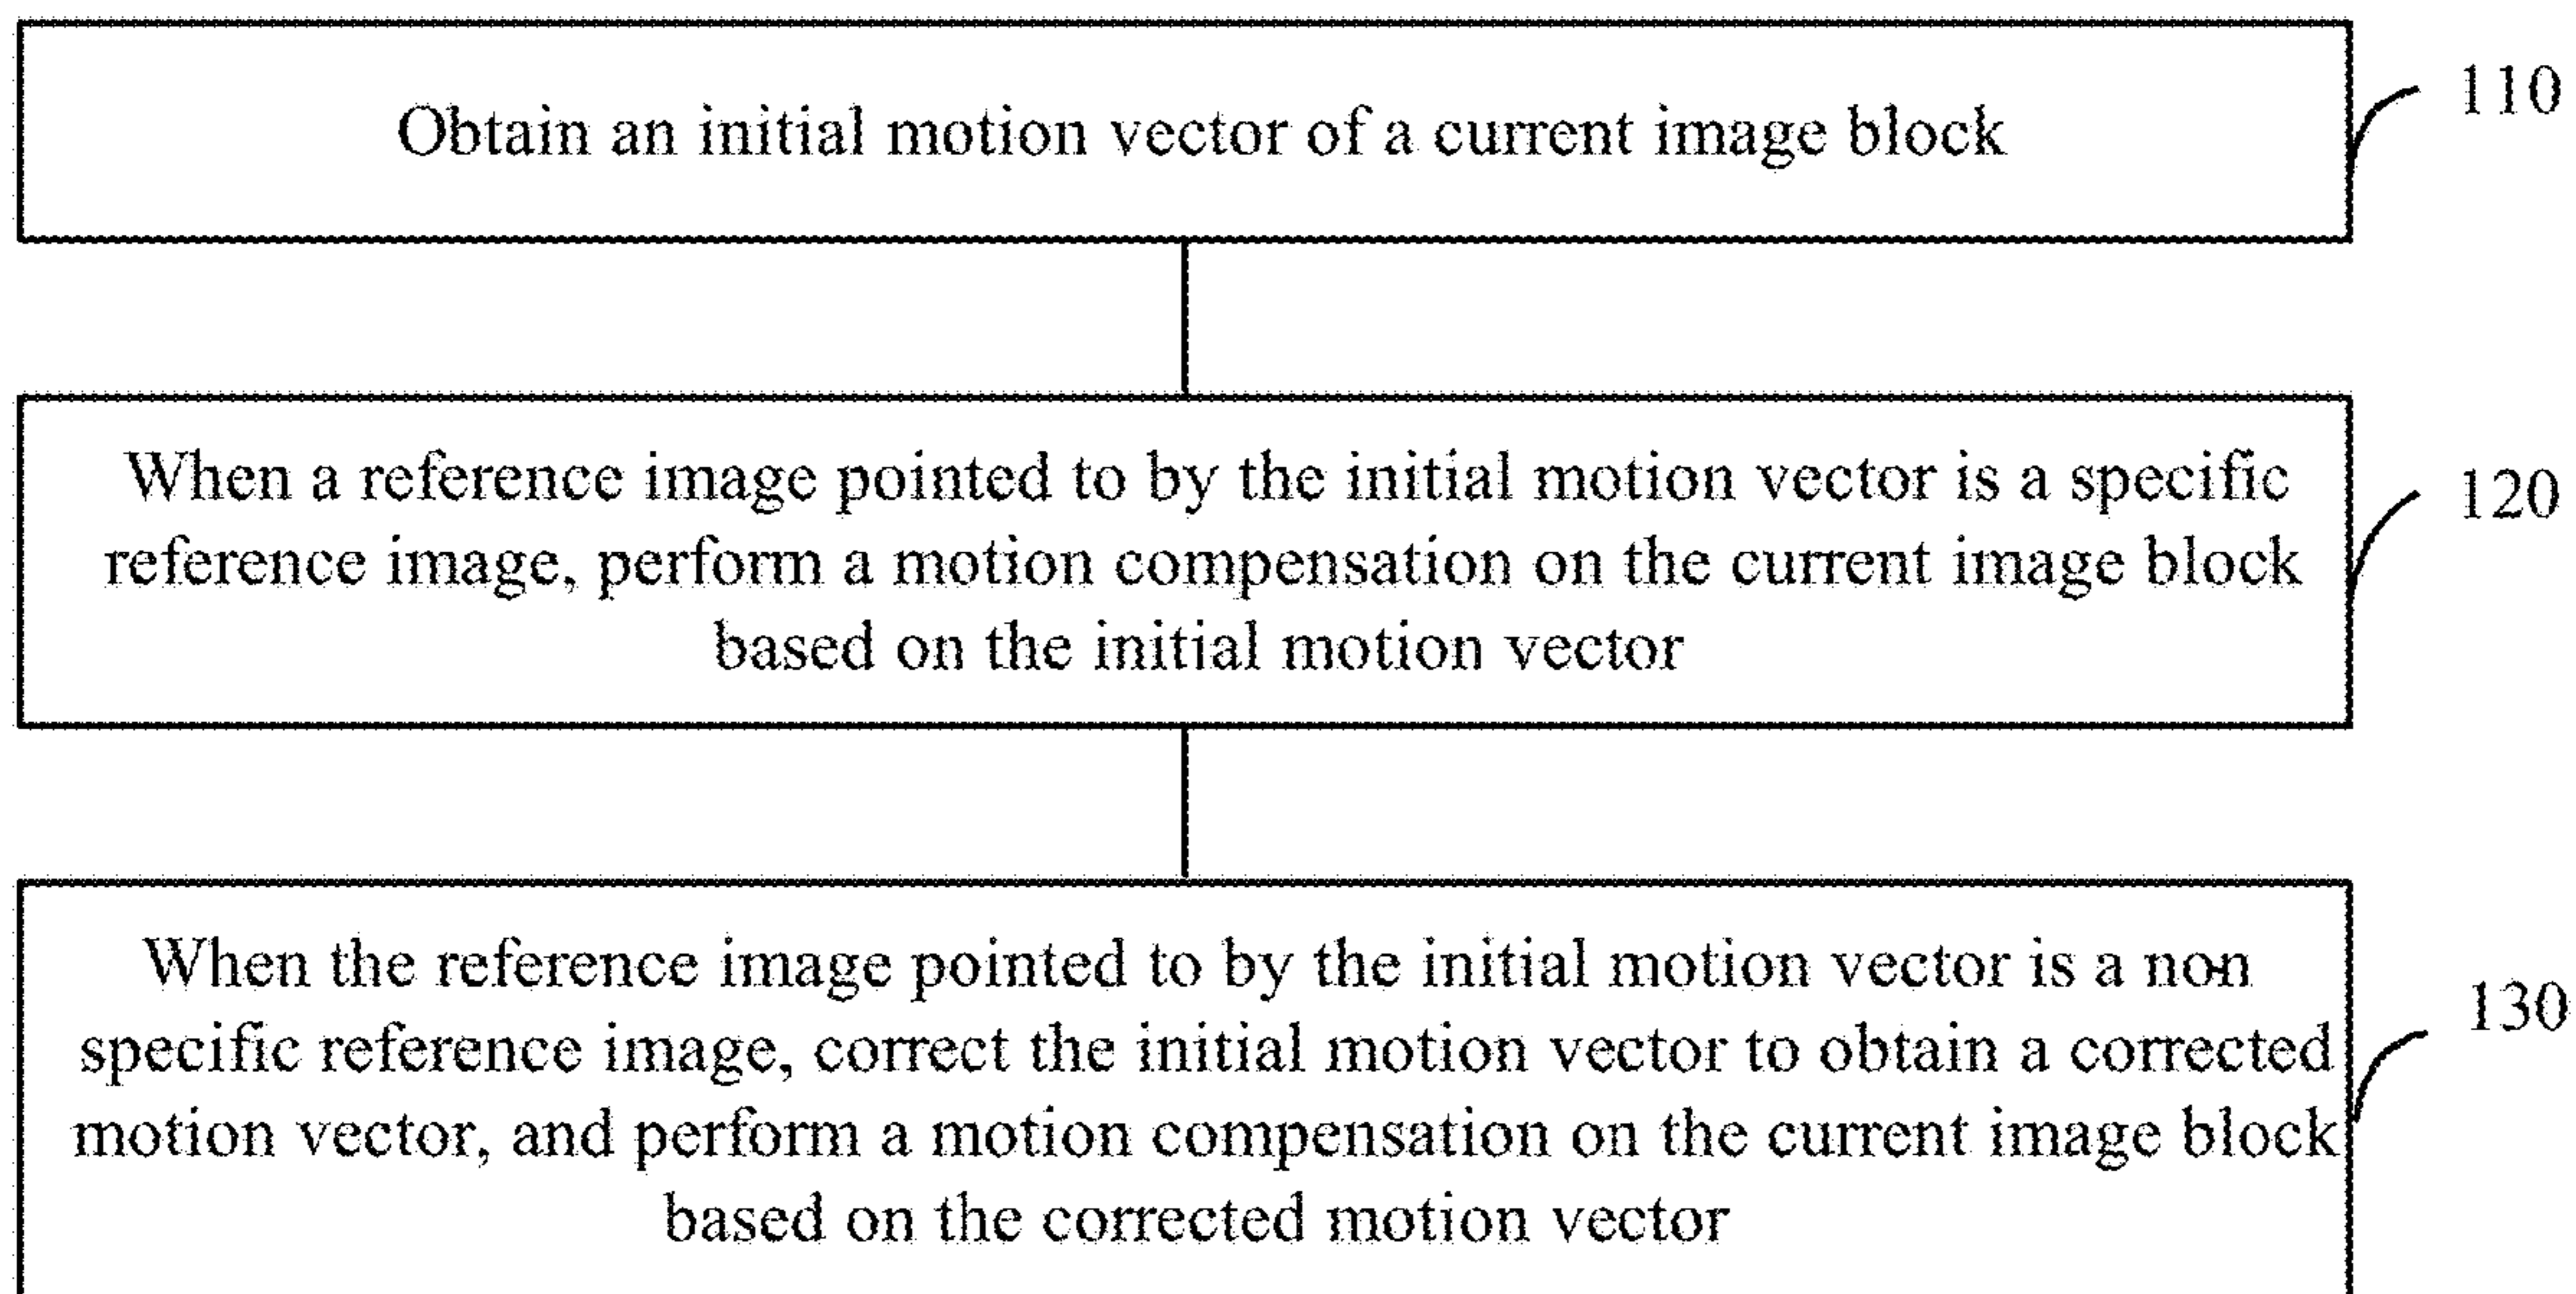 Obtain an initial motion vector of a current image block
110
When a reference image pointed to by the initial motion vector is a specific
reference image, perform a motion compensation on the current image block
based on the initial motion vector
120
When the reference image pointed to by the initial motion vector is a non
specific reference image, correct the initial motion vector to obtain a corrected
motion vector, and perform a motion compensation on the current image block
based on the corrected motion vector
130